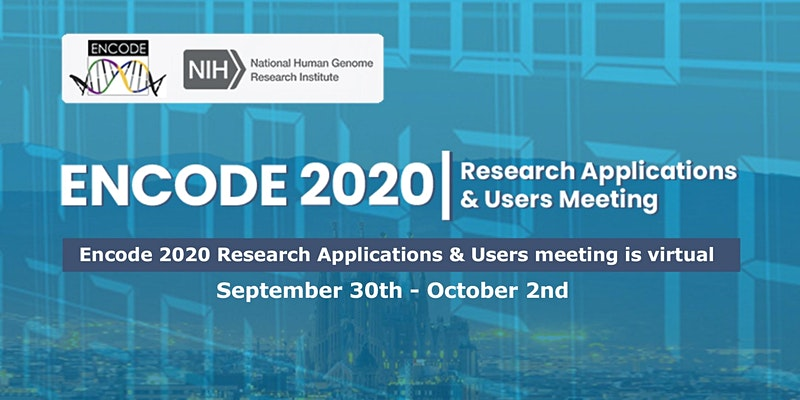 ENCODE
NIH
National Human Genome
Research Institute
ENCODE 2020
Research Applications
& Users Meeting
Encode 2020 Research Applications & Users meeting is virtual
September 30th - October 2nd